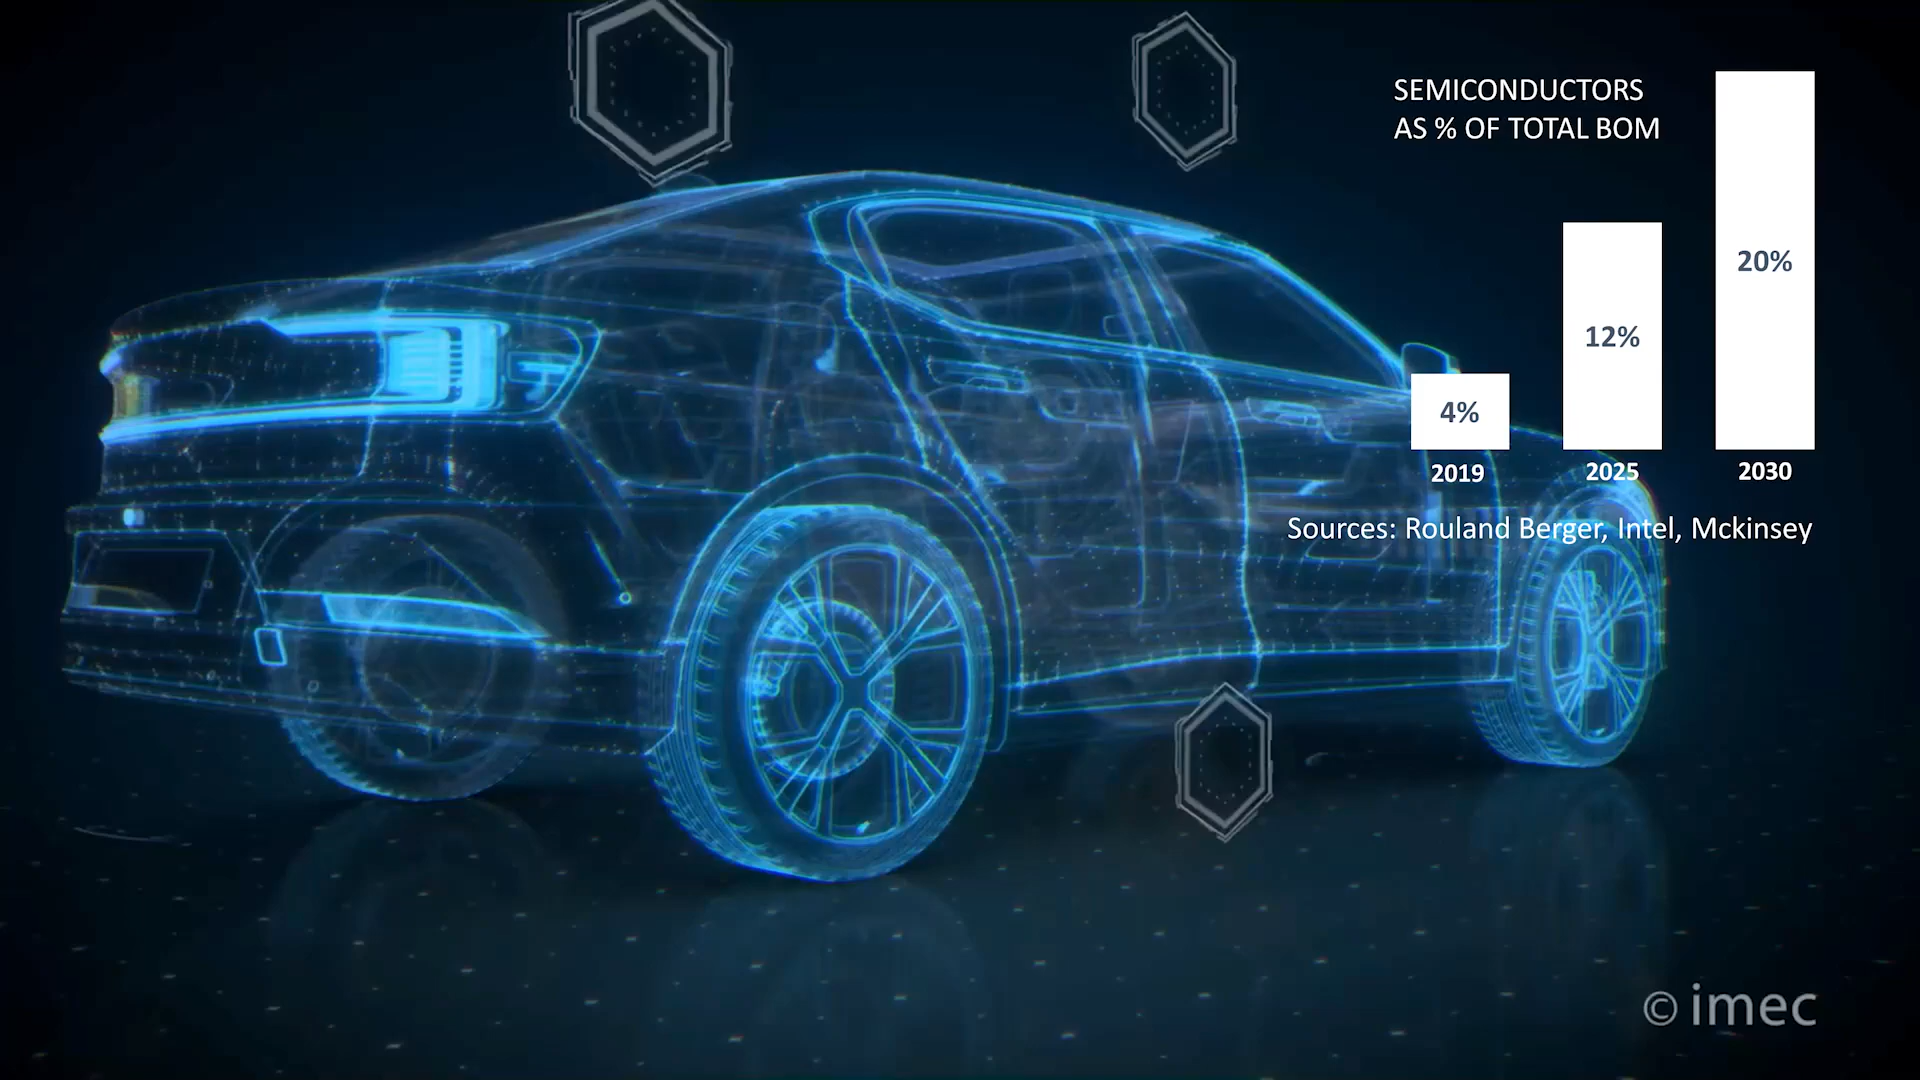 SEMICONDUCTORS
AS % OF TOTAL BOM
4%
12%
20%
2019
2025
2030
Sources: Rouland Berger, Intel, Mckinsey
© imec